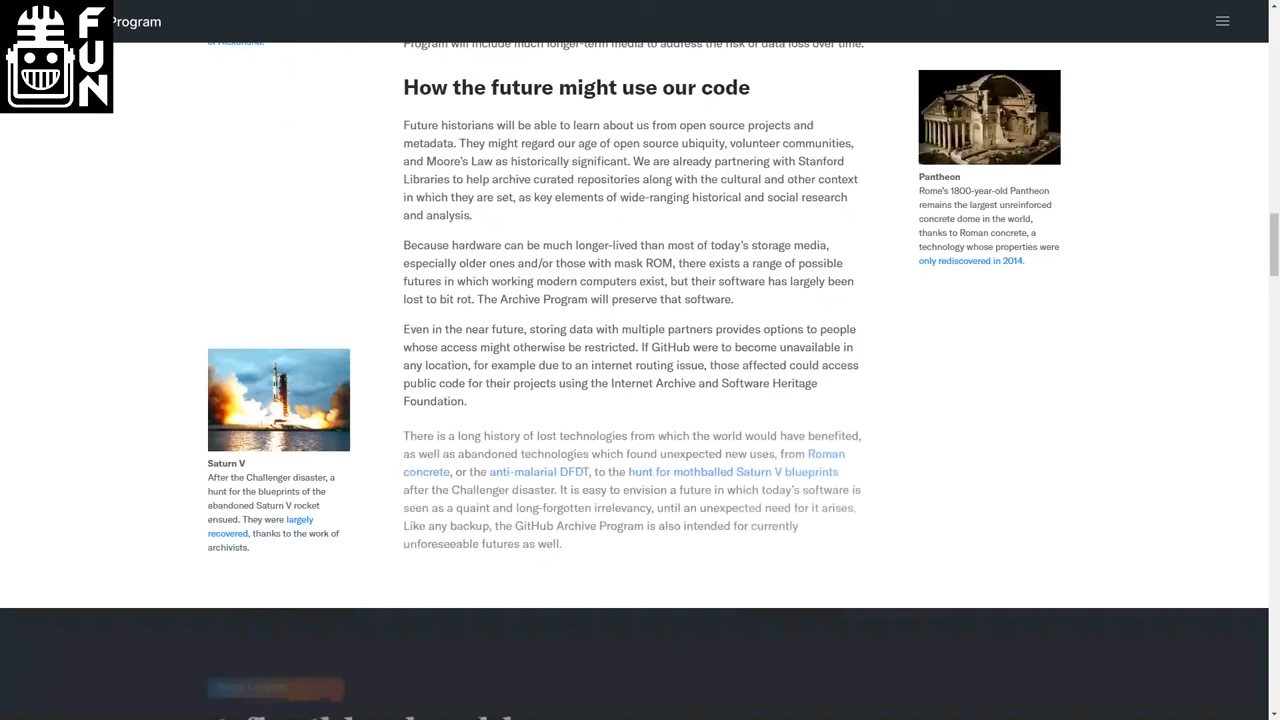 FUN
Program
of Alexandria.
Program will include much longer-term media to address the risk of data loss over time.
How the future might use our code
Future historians will be able to learn about us from open source projects and
metadata. They might regard our age of open source ubiquity, volunteer communities,
and Moore's Law as historically significant. We are already partnering with Stanford
Libraries to help archive curated repositories along with the cultural and other context
in which they are set, as key elements of wide-ranging historical and social research
and analysis.
Because hardware can be much longer-lived than most of today's storage media,
especially older ones and/or those with mask ROM, there exists a range of possible
futures in which working modern computers exist, but their software has largely been
lost to bit rot. The Archive Program will preserve that software.
Even in the near future, storing data with multiple partners provides options to people
whose access might otherwise be restricted. If GitHub were to become unavailable in
any location, for example due to an internet routing issue, those affected could access
public code for their projects using the Internet Archive and Software Heritage
Foundation.
There is a long history of lost technologies from which the world would have benefited,
as well as abandoned technologies which found unexpected new uses, from Roman
concrete, or the anti-malarial DFDT, to the hunt for mothballed Saturn V blueprints
after the Challenger disaster. It is easy to envision a future in which today's software is
seen as a quaint and long-forgotten irrelevancy, until an unexpected need for it arises.
Like any backup, the GitHub Archive Program is also intended for currently
unforeseeable futures as well.
Pantheon
Rome's 1800-year-old Pantheon
remains the largest unreinforced
concrete dome in the world,
thanks to Roman concrete, a
technology whose properties were
only rediscovered in 2014.
Saturn V
After the Challenger disaster, a
hunt for the blueprints of the
abandoned Saturn V rocket
ensued. They were largely
recovered, thanks to the work of
archivists.